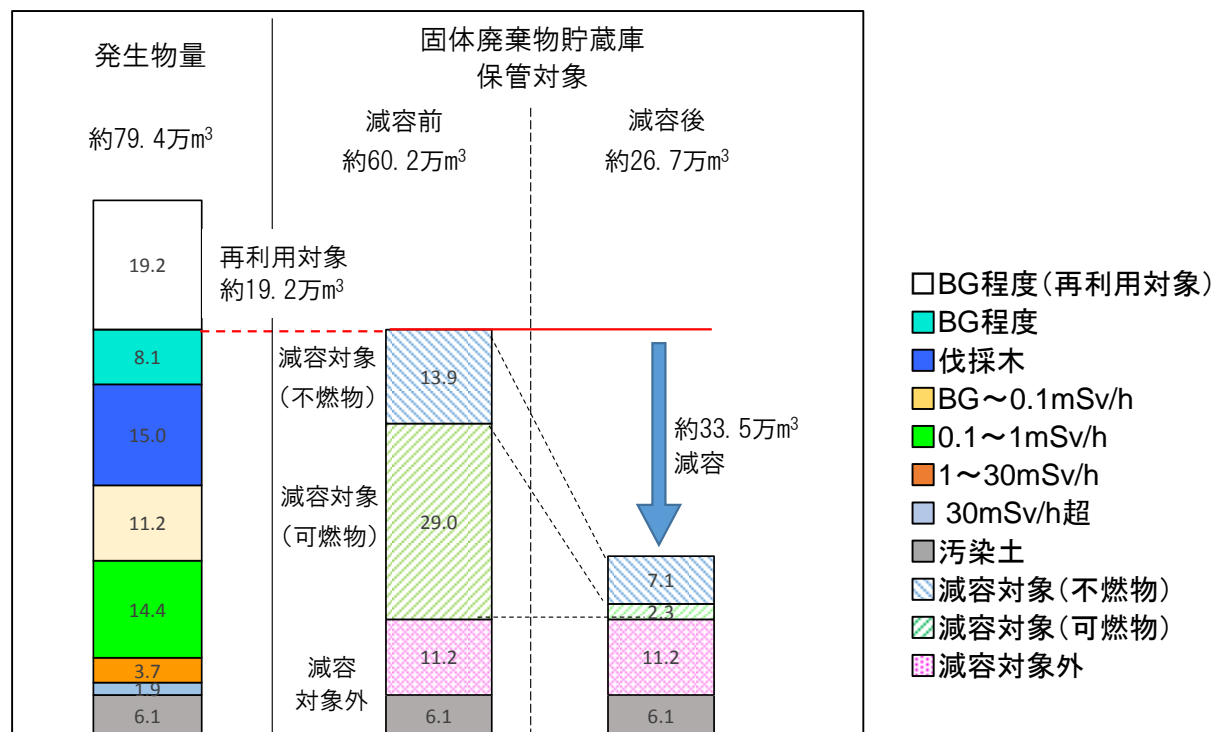 発生物量
約79.4万m³
固体廃棄物貯蔵庫
保管対象
減容前
約60.2万m³
減容後
約26.7万m³
19.2
8.1
15.0
11.2
14.4
3.7
1.9
6.1
再利用対象
約19.2万m³
減容対象
(不燃物)
減容対象
(可燃物)
減容
対象外
13.9
29.0
11.2
6.1
約33.5万m³
減容
7.1
2.3
11.2
6.1
BG程度(再利用対象)
BG程度
伐採木
BG～0.1mSv/h
0.1～1mSv/h
1～30mSv/h
30mSv/h超
汚染土
減容対象(不燃物)
減容対象(可燃物)
減容対象外